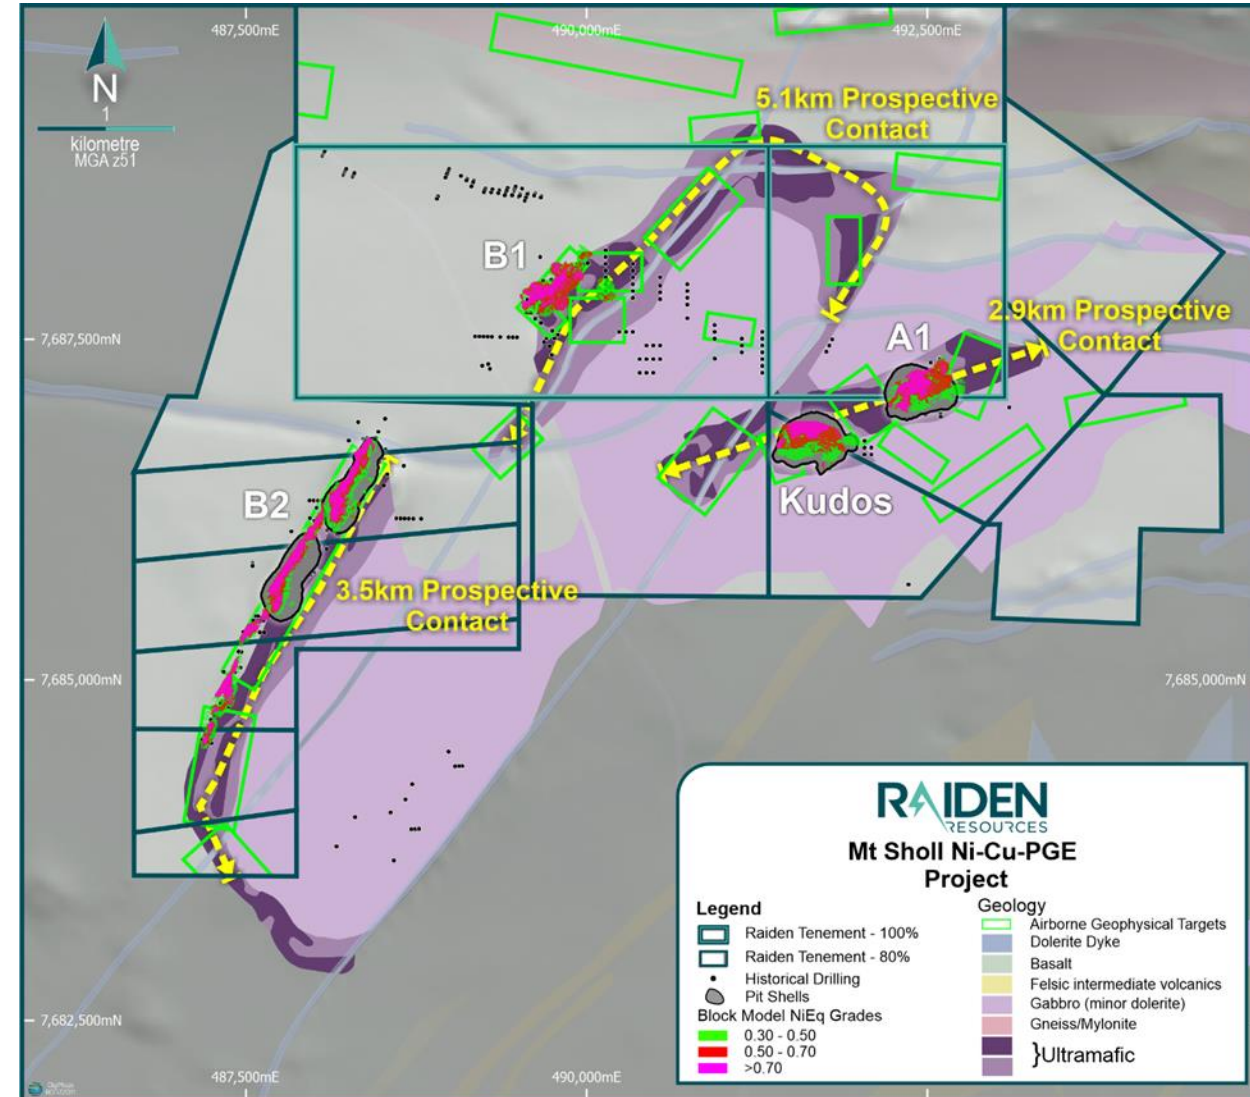 487,500mE
490,000mE
492,500mE
N
1
kilometre
MGA z51
5.1km Prospective
Contact
B1
2.9km Prospective
Contact
A1
7,687,500mN
B2
Kudos
3.5km Prospective
Contact
7,685,000mN
7,685,000mN
RAIDEN
RESOURCES
Mt Sholl Ni-Cu-PGE
Project
Legend
Raiden Tenement - 100%
Raiden Tenement - 80%
Historical Drilling
Pit Shells
Block Model NiEq Grades
0.30 - 0.50
0.50 - 0.70
>0.70
Geology
Airborne Geophysical Targets
Dolerite Dyke
Basalt
Felsic intermediate volcanics
Gabbro (minor dolerite)
Gneiss/Mylonite
}Ultramafic
7,682,500mN
487,500mE
490,000mE